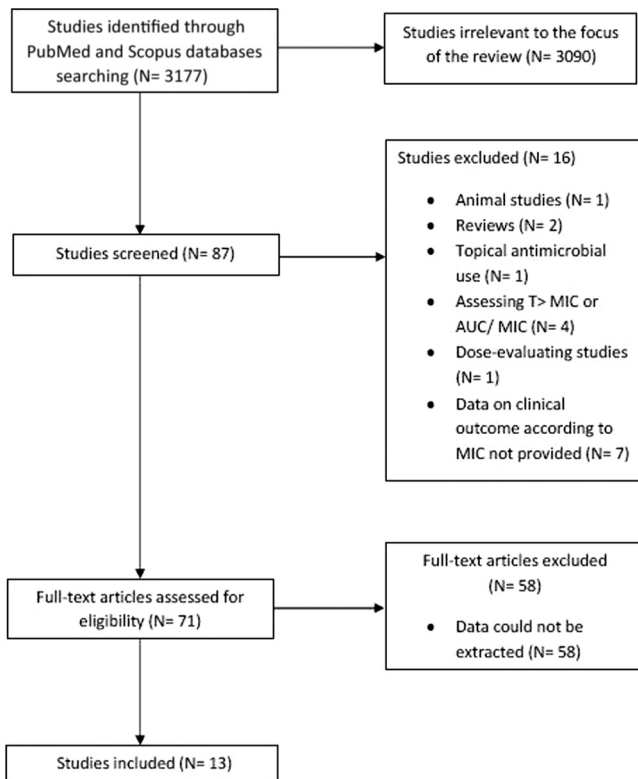 Studies identified through
PubMed and Scopus databases
searching (N= 3177)
Studies irrelevant to the focus
of the review (N= 3090)
Studies screened (N= 87)
Studies excluded (N= 16)
• Animal studies (N= 1)
• Reviews (N= 2)
• Topical antimicrobial
use (N= 1)
• Assessing T> MIC or
AUC/ MIC (N= 4)
• Dose-evaluating studies
(N= 1)
• Data on clinical
outcome according to
MIC not provided (N= 7)
Full-text articles assessed for
eligibility (N= 71)
Full-text articles excluded
(N= 58)
• Data could not be
extracted (N= 58)
Studies included (N= 13)